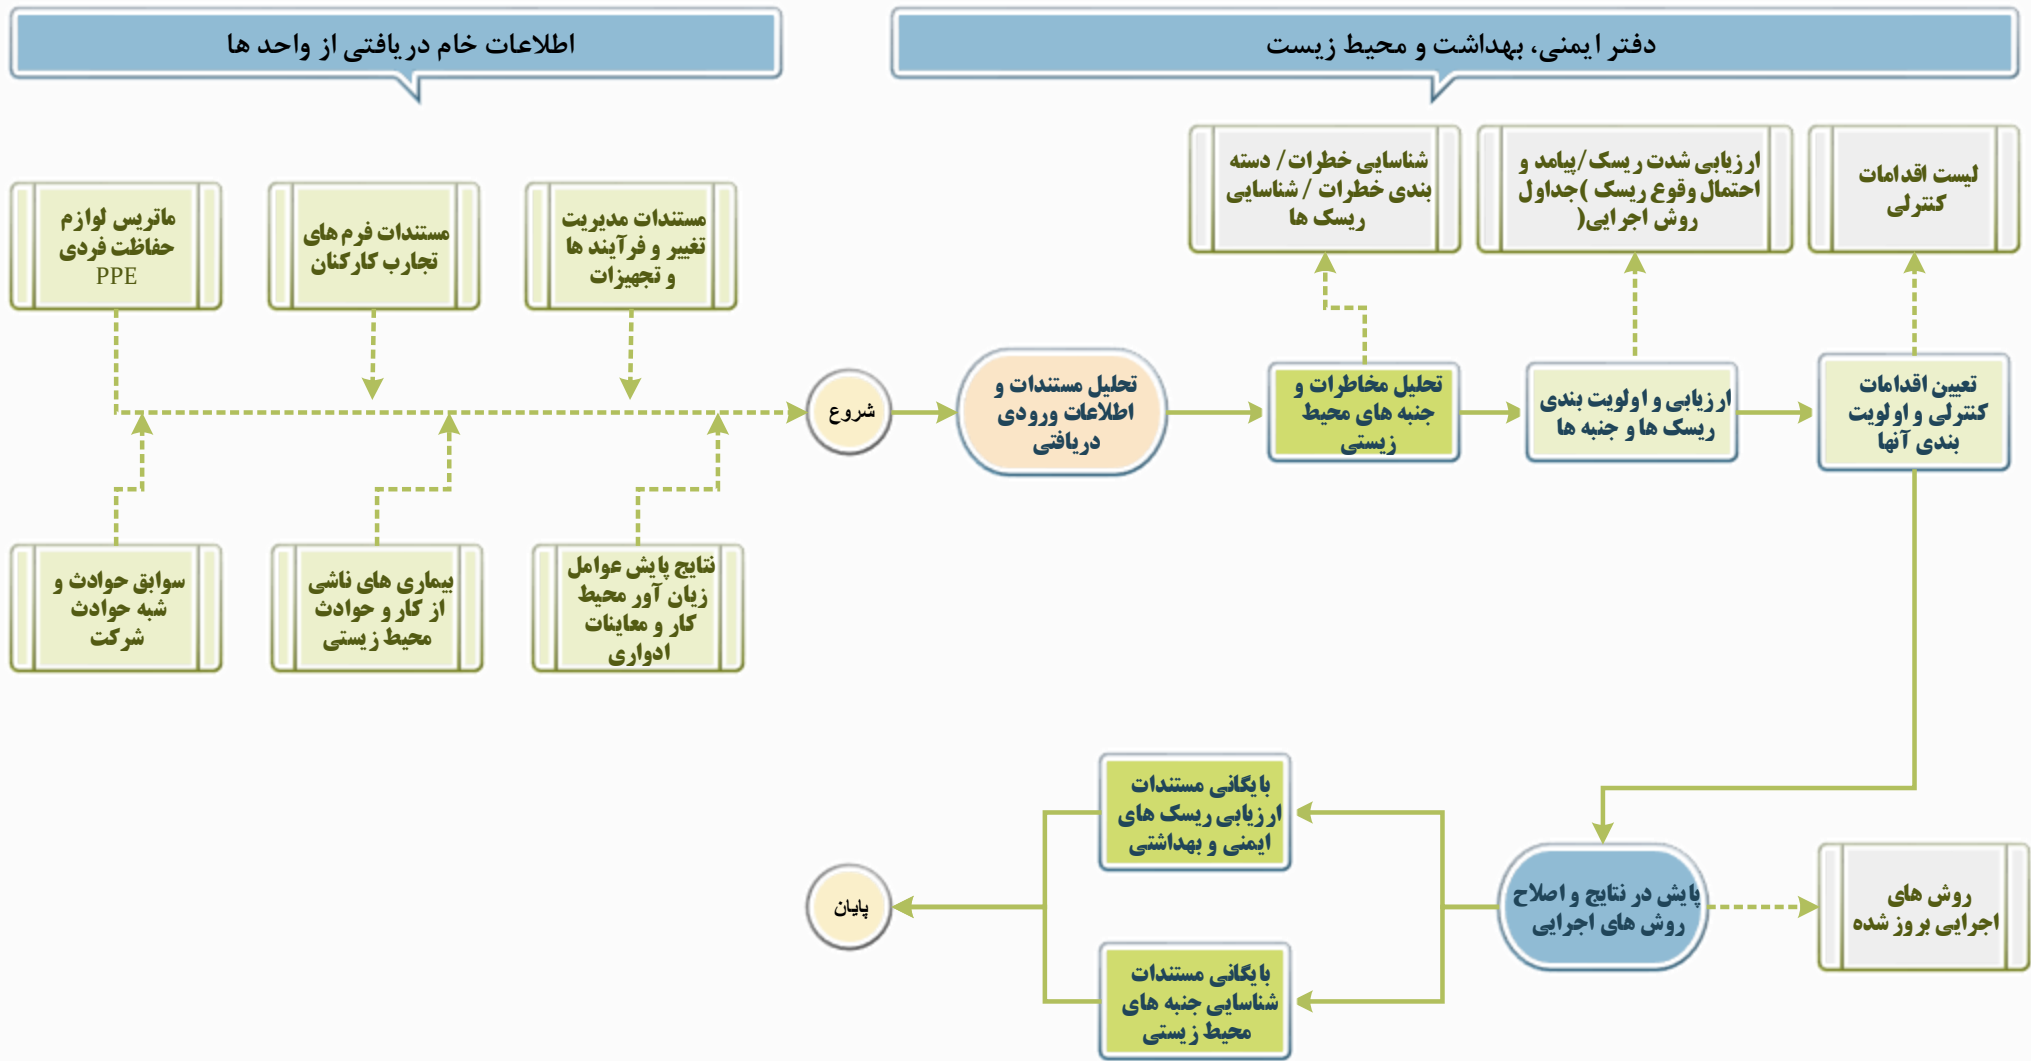 دفتر ایمنی، بهداشت و محیط زیست
اطلاعات خام دریافتی از واحد ها
لیست اقدامات
کنترلی
ارزیابی شدت ریسک/پیامد و
احتمال وقوع ریسک )جداول
روش اجرایی(
شناسایی خطرات/ دسته
بندی خطرات / شناسایی
ریسک ها
مستندات مدیریت
تغییر و فرآیند ها
و تجهیزات
مستندات فرم های
تجارب کارکنان
ماتریس لوازم
حفاظت فردی
PPE
شروع
تحلیل مستندات و
اطلاعات ورودی
دریافتی
تحلیل مخاطرات و
جنبه های محیط
زیستی
ارزیابی و اولویت بندی
ریسک ها و جنبه ها
تعیین اقدامات
کنترلی و اولویت
بندی آنها
نتایج پایش عوامل
زیان آور محیط
کار و معاینات
ادواری
بیماری های ناشی
از کار و حوادث
محیط زیستی
سوابق حوادث و
شبه حوادث
شرکت
روش های
اجرایی بروز شده
پایش در نتایج و اصلاح
روش های اجرایی
بایگانی مستندات
ارزیابی ریسک های
ایمنی و بهداشتی
بایگانی مستندات
شناسایی جنبه های
محیط زیستی
پایان